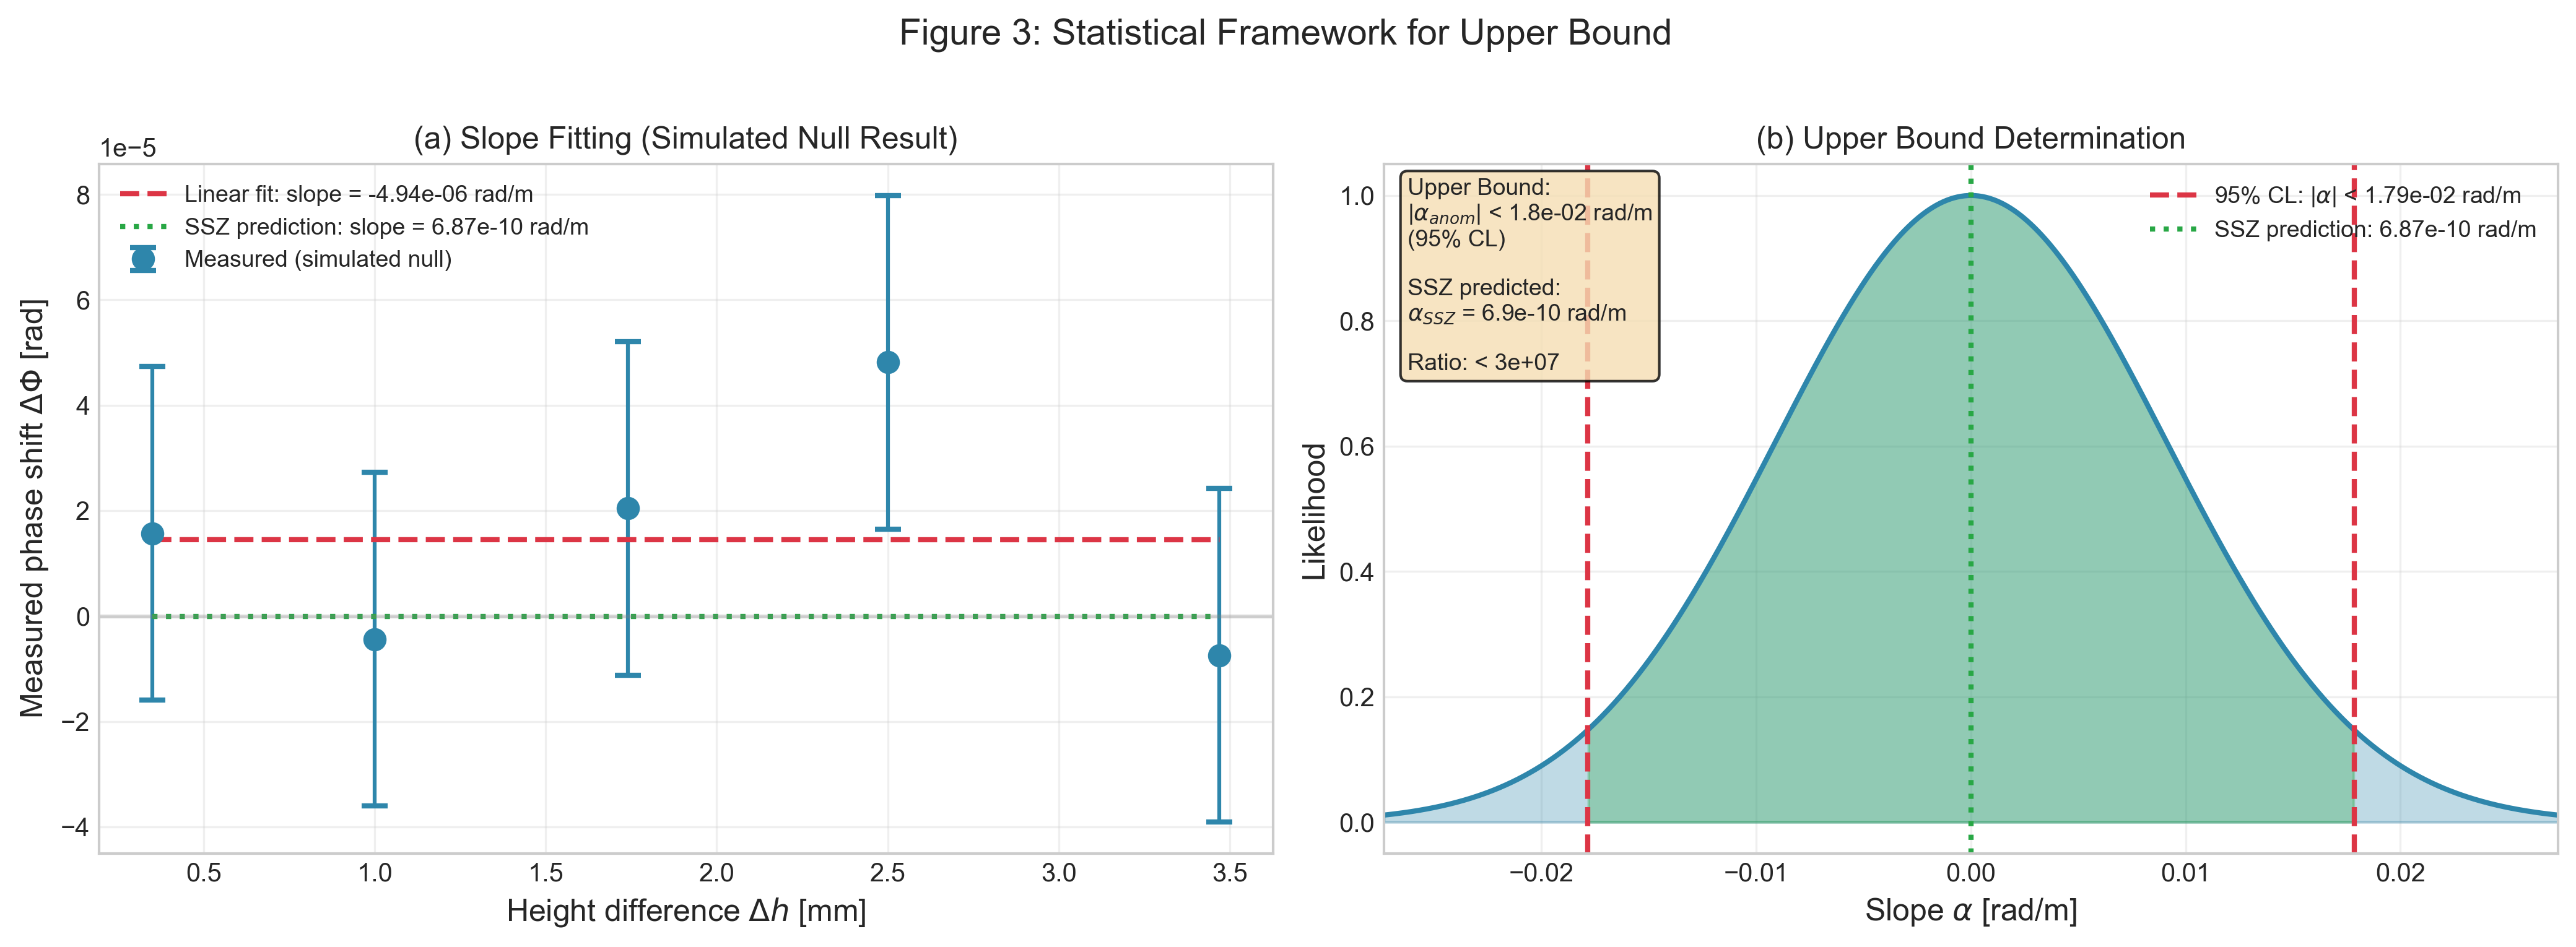 Figure 3: Statistical Framework for Upper Bound
(a) Slope Fitting (Simulated Null Result)
1e−5
Linear fit: slope = -4.94e-06 rad/m
SSZ prediction: slope = 6.87e-10 rad/m
Measured (simulated null)
8
6
4
2
0
−2
−4
Measured phase shift ΔΦ [rad]
0.5 1.0 1.5 2.0 2.5 3.0 3.5
Height difference Δh [mm]
(b) Upper Bound Determination
Upper Bound:
|α_anom| < 1.8e-02 rad/m
(95% CL)
SSZ predicted:
α_SSZ = 6.9e-10 rad/m
Ratio: < 3e+07
95% CL: |α| < 1.79e-02 rad/m
SSZ prediction: 6.87e-10 rad/m
1.0
0.8
0.6
0.4
0.2
0.0
Likelihood
−0.02 −0.01 0.00 0.01 0.02
Slope α [rad/m]